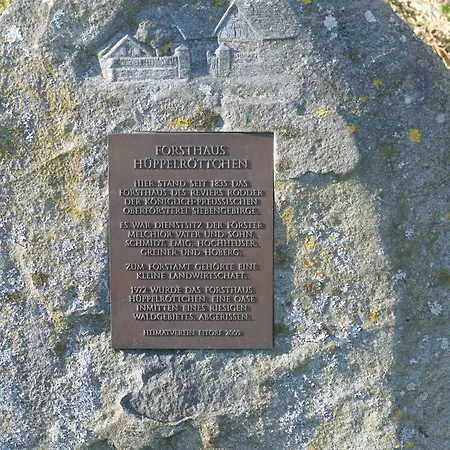 FORSTHAUS
HÜPPELRÖTTCHEN
HIER STAND SEIT 1835 DAS
FORSTHAUS DES REVIERS RODDER
DER KÖNIGLICH-PREUSSISCHEN
OBERFÖRSTEREI SIEBENGEBIRGE.
ES WAR DIENSTSITZ DER FÖRSTER
MELCHIOR VATER UND SOHN,
SCHMIDT, EMIG, HOCHHEUSER,
GREINER UND HOBERG.
ZUM FORSTAMT GEHÖRTE EINE
KLEINE LANDWIRTSCHAFT.
1972 WURDE DAS FORSTHAUS
HÜPPELRÖTTCHEN, EINE OASE
INMITTEN EINES RIESIGEN
WALDGEBIETES, ABGERISSEN.
HEIMATVEREIN EITORF 2009